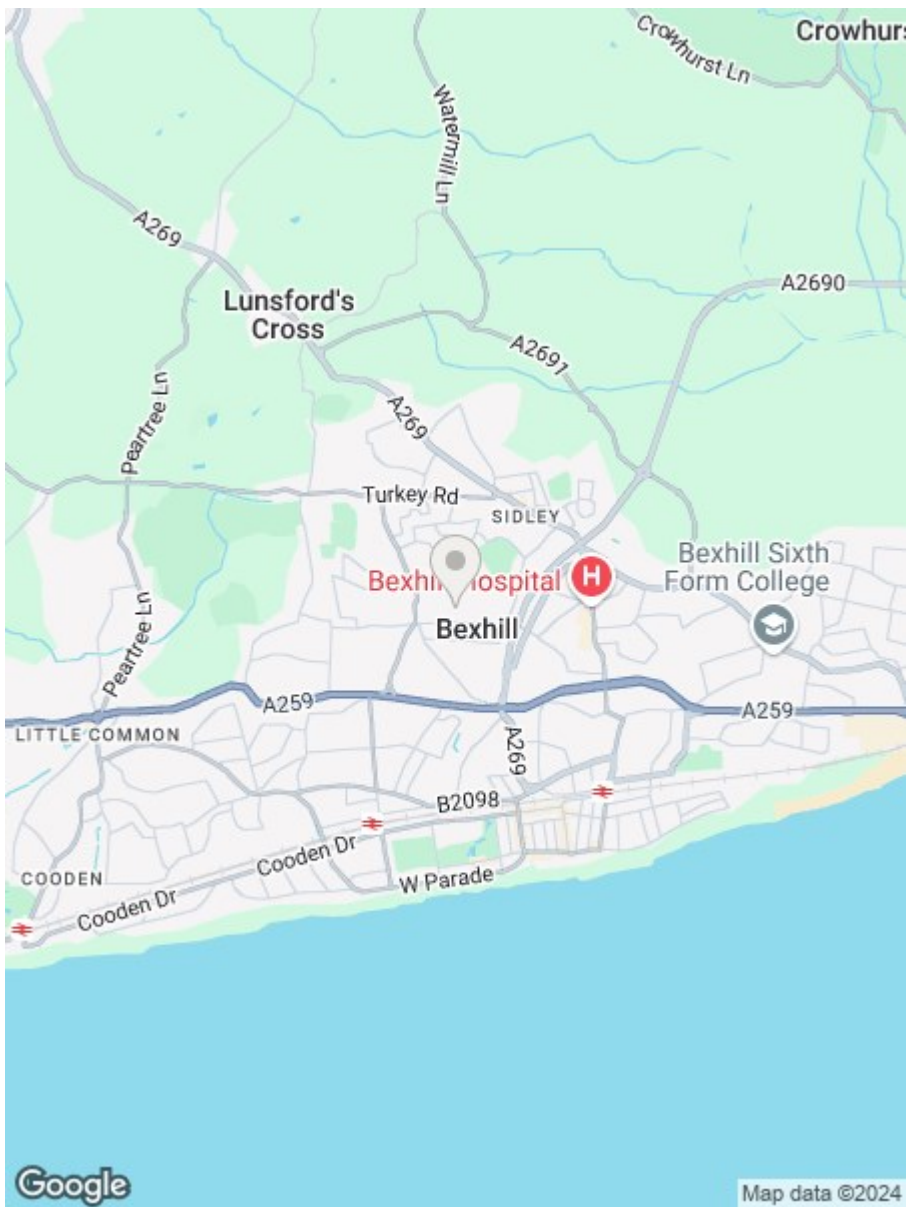 Crowhurs
Crowhurst Ln
Watermill Ln
A269
A2690
Lunsford's
Cross
A2691
Peartree Ln
A269
Turkey Rd
SIDLEY
Bexhill Sixth
Form College
Bexhill Hospital
H
Bexhill
Peartree Ln
A259
A259
LITTLE COMMON
A269
B2098
Cooden Dr
W Parade
COODEN
Cooden Dr
Google
Map data ©2024